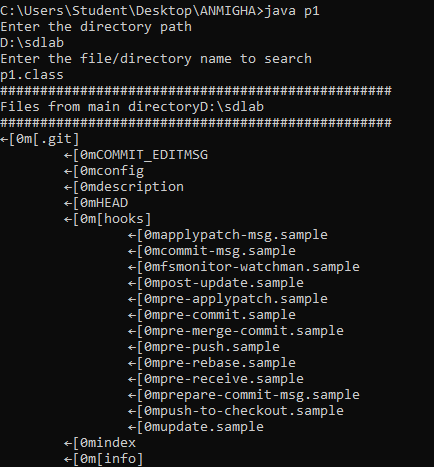 C:\Users\Student\Desktop\ANMIGHA>java p1
Enter the directory path
D:\sdlab
Enter the file/directory name to search
p1.class
#################################################
Files from main directoryD:\sdlab
#################################################
←[0m[.git]
←[0mCOMMIT_EDITMSG
←[0mconfig
←[0mdescription
←[0mHEAD
←[0m[hooks]
←[0mapplypatch-msg.sample
←[0mcommit-msg.sample
←[0mfsmonitor-watchman.sample
←[0mpost-update.sample
←[0mpre-applypatch.sample
←[0mpre-commit.sample
←[0mpre-merge-commit.sample
←[0mpre-push.sample
←[0mpre-rebase.sample
←[0mpre-receive.sample
←[0mprepare-commit-msg.sample
←[0mpush-to-checkout.sample
←[0mupdate.sample
←[0mindex
←[0m[info]